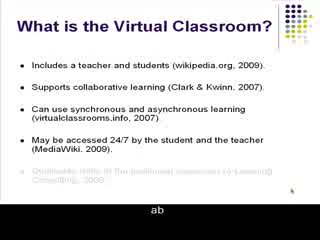 What is the Virtual Classroom?
Includes a teacher and students (wikipedia.org, 2009).
Supports collaborative learning (Clark & Kwinn, 2007).
Can use synchronous and asynchronous learning
(virtualclassrooms.info, 2007).
May be accessed 24/7 by the student and the teacher
(MediaWiki. 2009).
ab